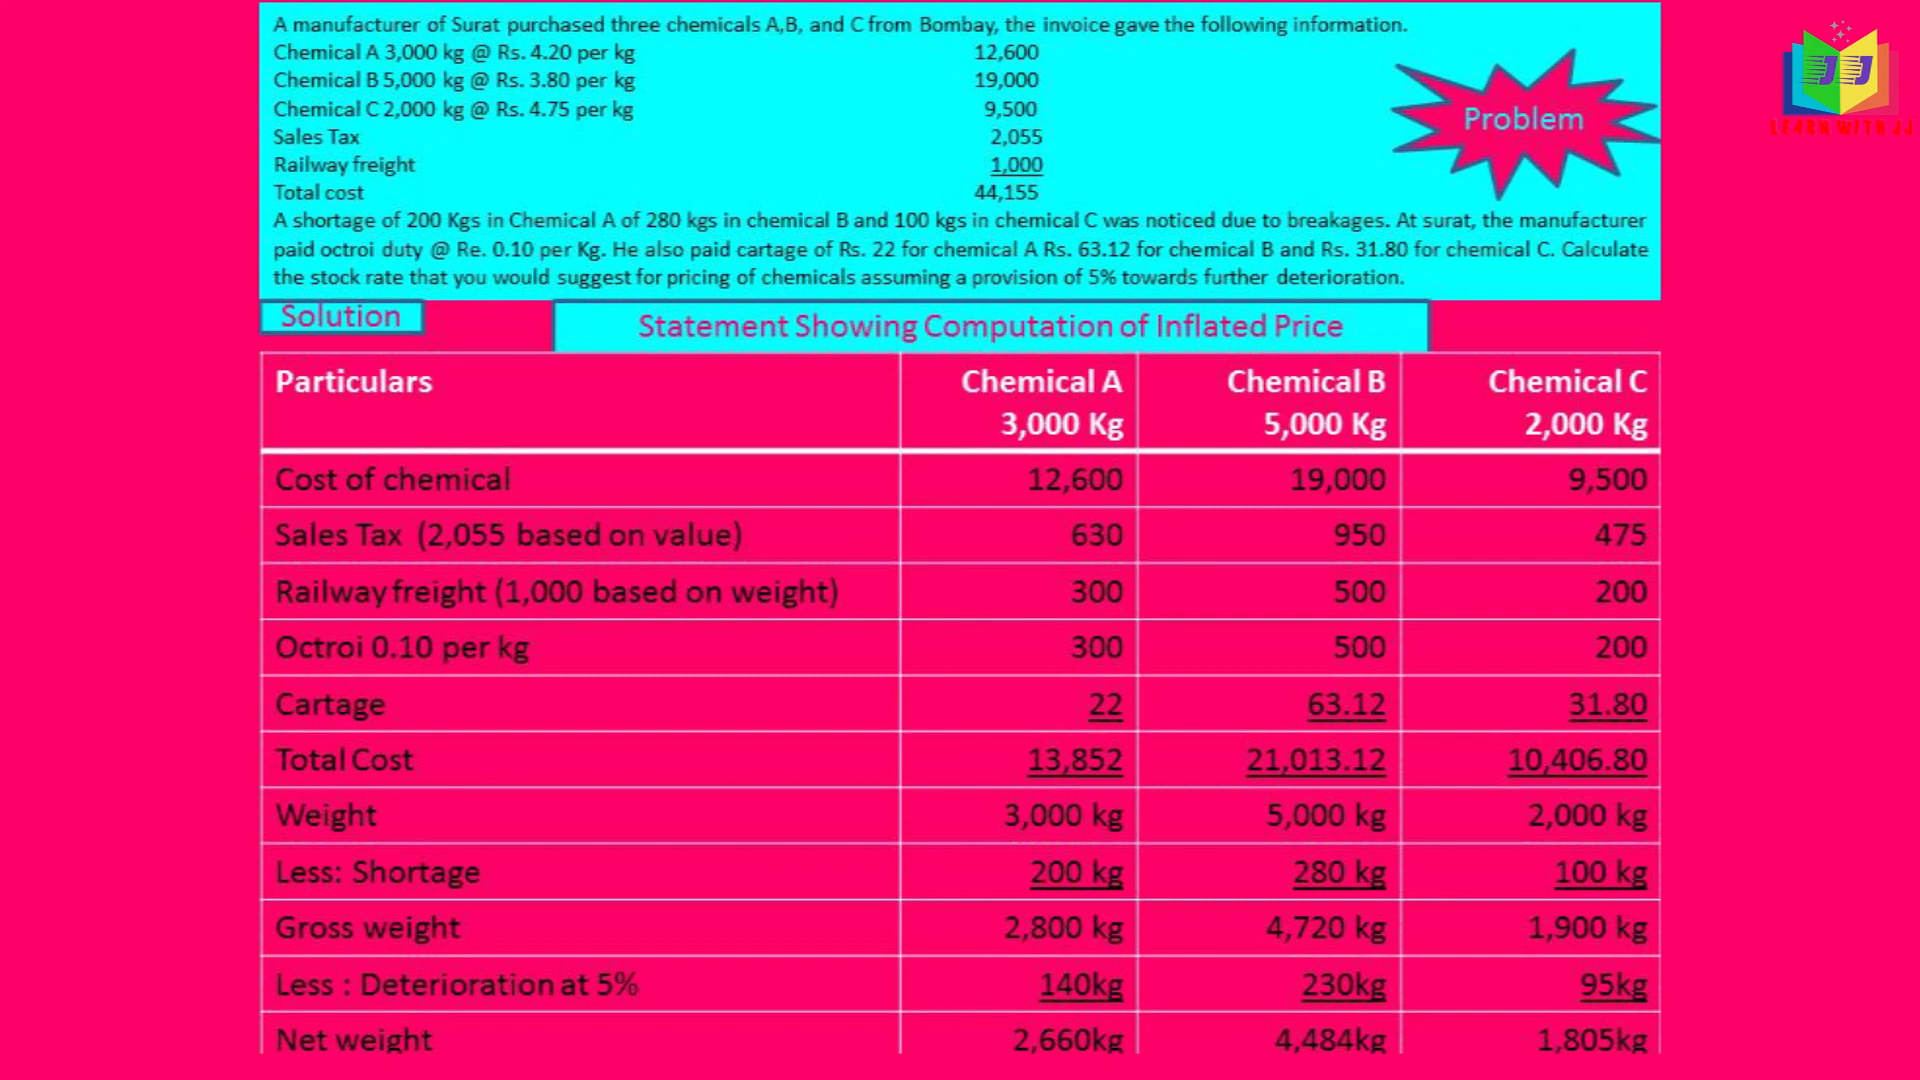 A manufacturer of Surat purchased three chemicals A,B, and C from Bombay, the invoice gave the following information.
Chemical A 3,000 kg @ Rs. 4.20 per kg 12,600
Chemical B 5,000 kg @ Rs. 3.80 per kg 19,000
Chemical C 2,000 kg @ Rs. 4.75 per kg 9,500
Sales Tax 2,055
Railway freight 1,000
Total cost 44,155
A shortage of 200 Kgs in Chemical A of 280 kgs in chemical B and 100 kgs in chemical C was noticed due to breakages. At surat, the manufacturer
paid octroi duty @ Re. 0.10 per Kg. He also paid cartage of Rs. 22 for chemical A Rs. 63.12 for chemical B and Rs. 31.80 for chemical C. Calculate
the stock rate that you would suggest for pricing of chemicals assuming a provision of 5% towards further deterioration.
Problem
JJ
LEARN WITH JJ
Solution
Statement Showing Computation of Inflated Price
Particulars Chemical A Chemical B Chemical C
3,000 Kg 5,000 Kg 2,000 Kg
Cost of chemical 12,600 19,000 9,500
Sales Tax (2,055 based on value) 630 950 475
Railway freight (1,000 based on weight) 300 500 200
Octroi 0.10 per kg 300 500 200
Cartage 22 63.12 31.80
Total Cost 13,852 21,013.12 10,406.80
Weight 3,000 kg 5,000 kg 2,000 kg
Less: Shortage 200 kg 280 kg 100 kg
Gross weight 2,800 kg 4,720 kg 1,900 kg
Less : Deterioration at 5% 140kg 230kg 95kg
Net weight 2,660kg 4,484kg 1,805kg